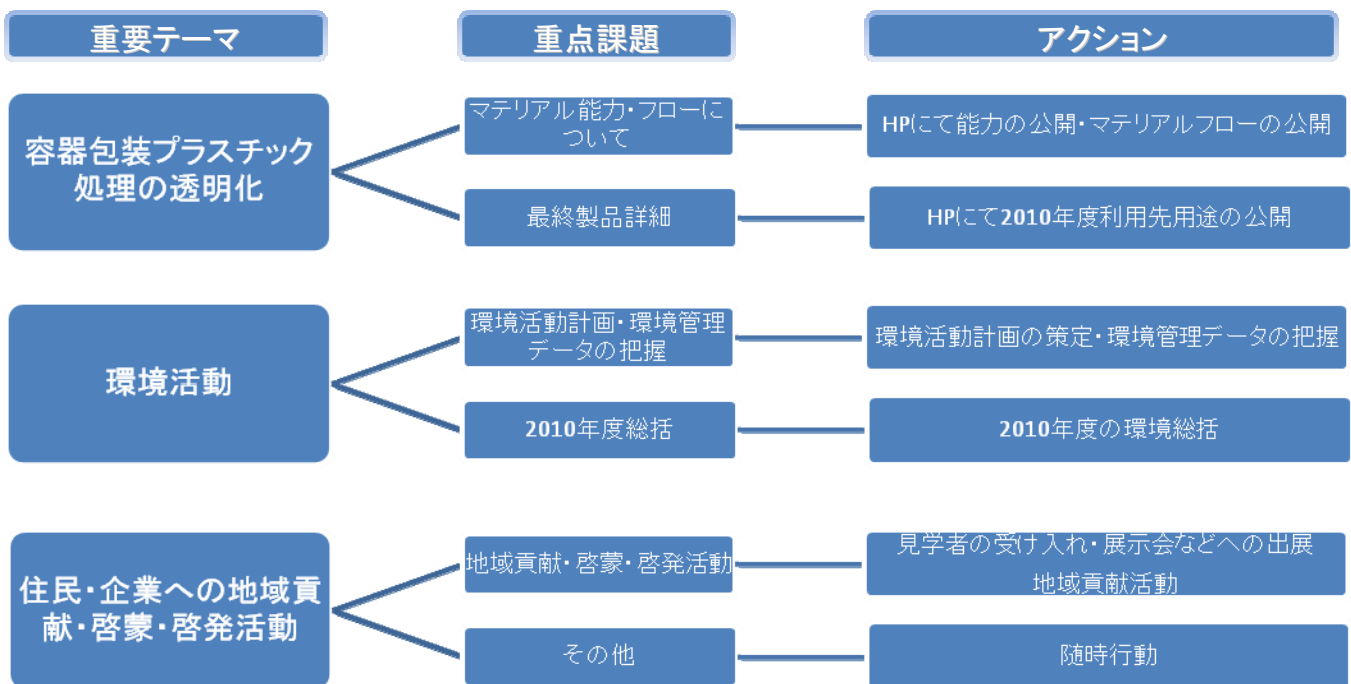 重要テーマ
重点課題
アクション
容器包装プラスチック
処理の透明化
マテリアル能力・フローに
ついて
HPにて能力の公開・マテリアルフローの公開
最終製品詳細
HPにて2010年度利用先用途の公開
環境活動
環境活動計画・環境管理
データの把握
環境活動計画の策定・環境管理データの把握
2010年度総括
2010年度の環境総括
住民・企業への地域貢
献・啓蒙・啓発活動
地域貢献・啓蒙・啓発活動
見学者の受け入れ・展示会などへの出展
地域貢献活動
その他
随時行動